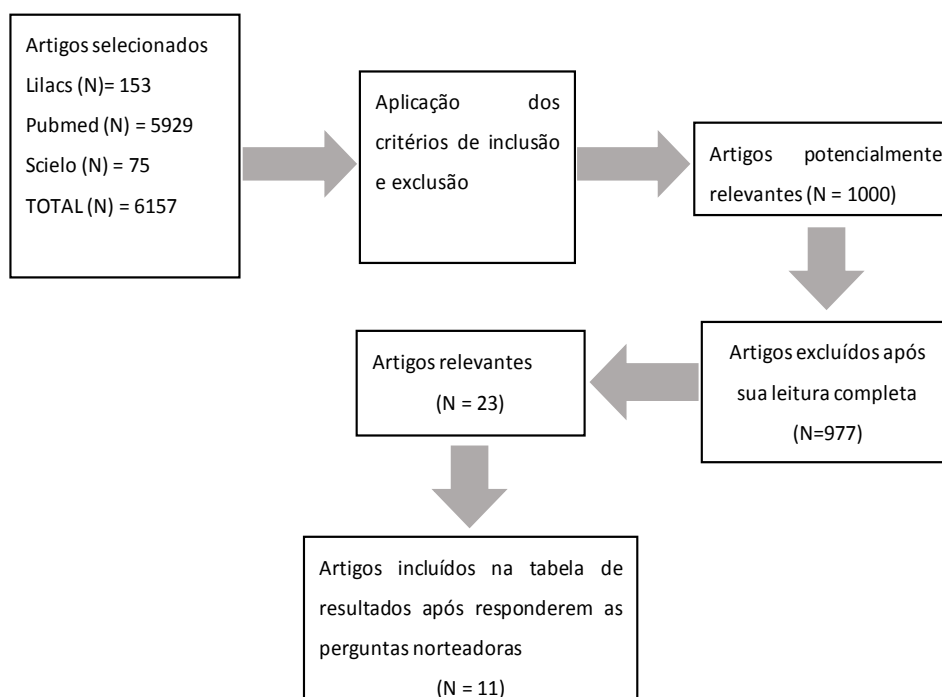 Artigos selecionados
Lilacs (N)= 153
Pubmed (N) = 5929
Scielo (N) = 75
TOTAL (N) = 6157
Aplicação dos
critérios de inclusão
e exclusão
Artigos potencialmente
relevantes (N = 1000)
Artigos excluídos após
sua leitura completa
(N=977)
Artigos relevantes
(N = 23)
Artigos incluídos na tabela de
resultados após responderem as
perguntas norteadoras
(N = 11)